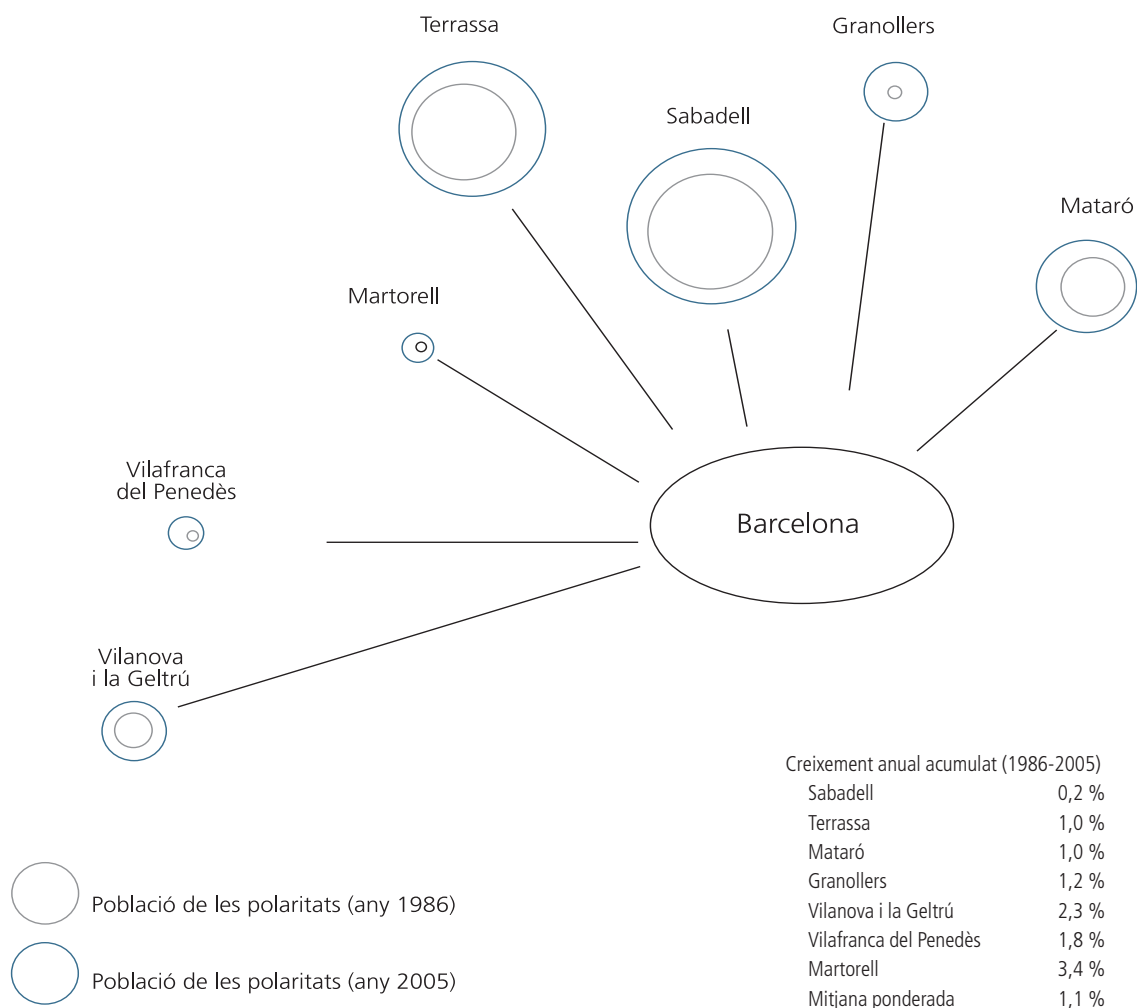 Terrassa
Granollers
Sabadell
Mataró
Martorell
Vilafranca
del Penedès
Barcelona
Vilanova
i la Geltrú
Creixement anual acumulat (1986-2005)
Sabadell 0,2 %
Terrassa 1,0 %
Mataró 1,0 %
Granollers 1,2 %
Vilanova i la Geltrú 2,3 %
Vilafranca del Penedès 1,8 %
Martorell 3,4 %
Mitjana ponderada 1,1 %
Població de les polaritats (any 1986)
Població de les polaritats (any 2005)